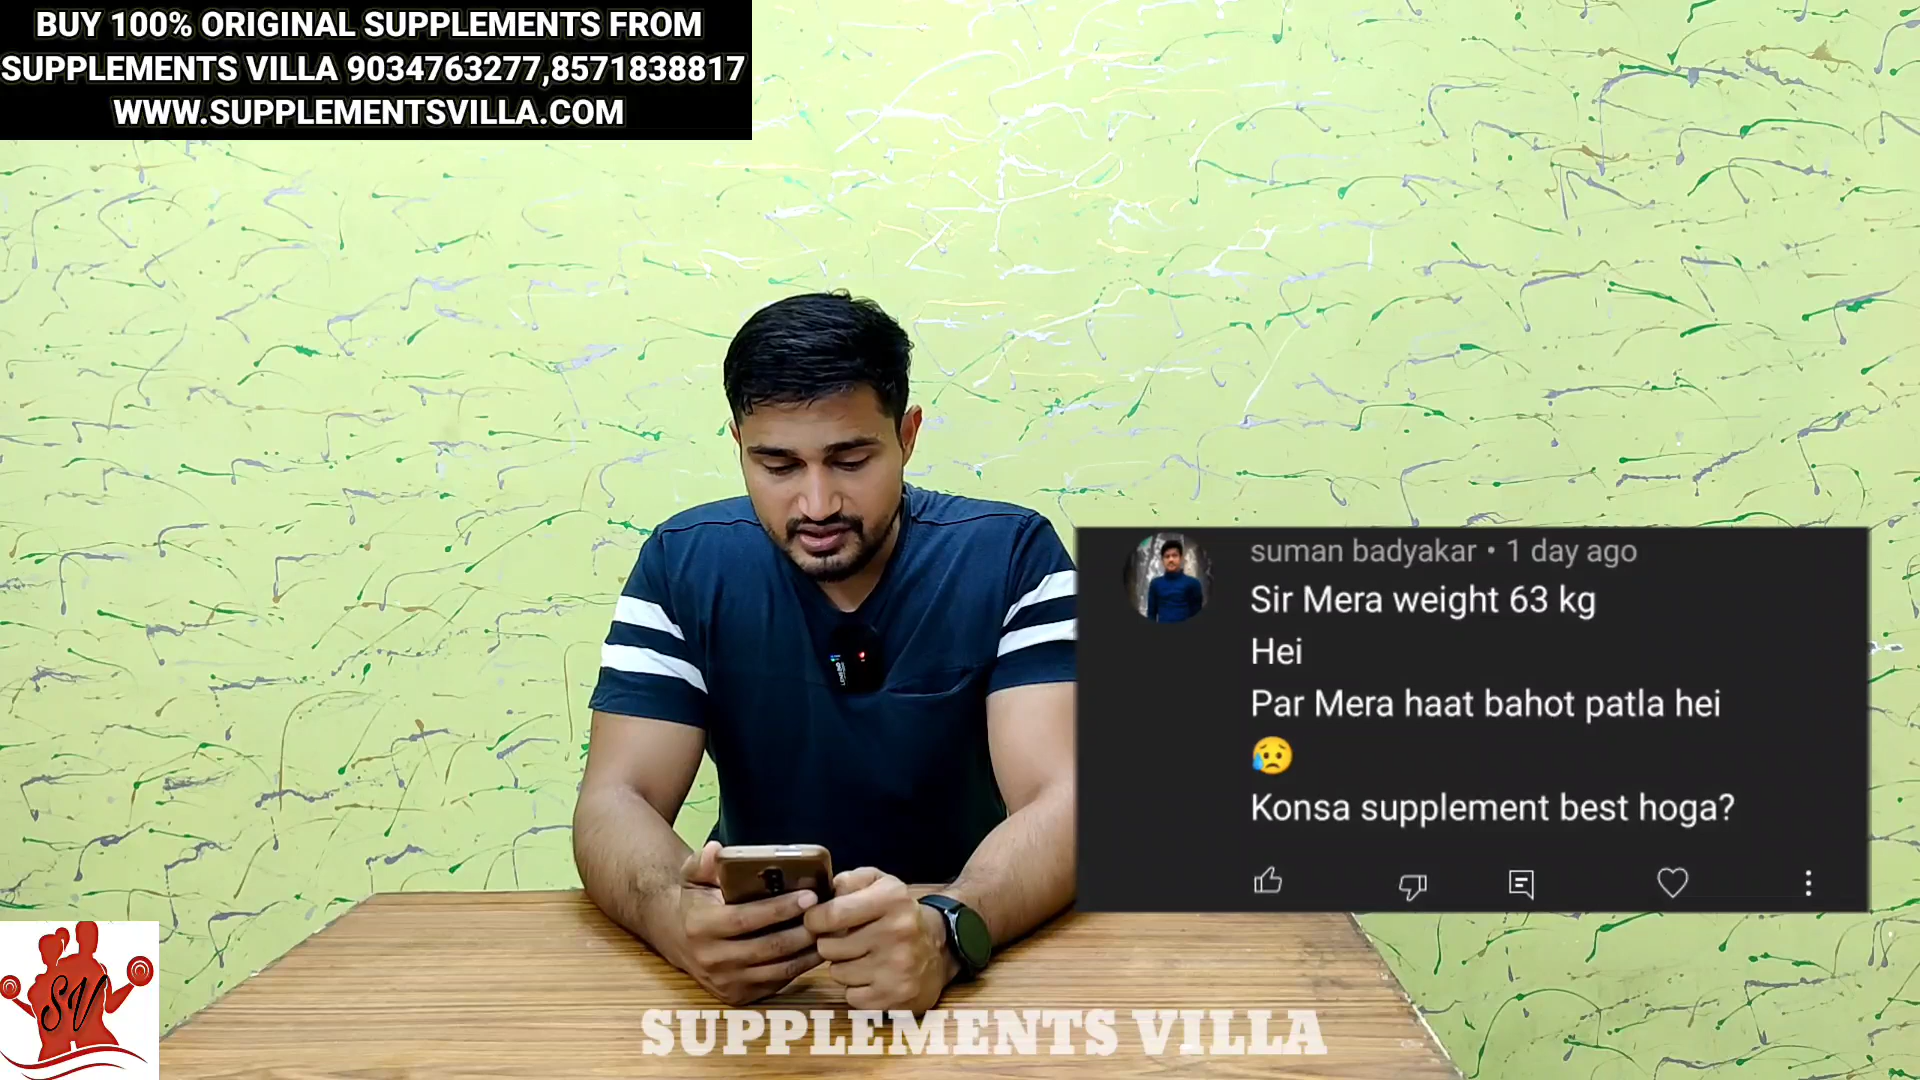 BUY 100% ORIGINAL SUPPLEMENTS FROM
SUPPLEMENTS VILLA 9034763277,8571838817
WWW.SUPPLEMENTSVILLA.COM
suman badyakar • 1 day ago
Sir Mera weight 63 kg
Hei
Par Mera haat bahot patla hei
😥
Konsa supplement best hoga?
SV
SUPPLEMENTS VILLA